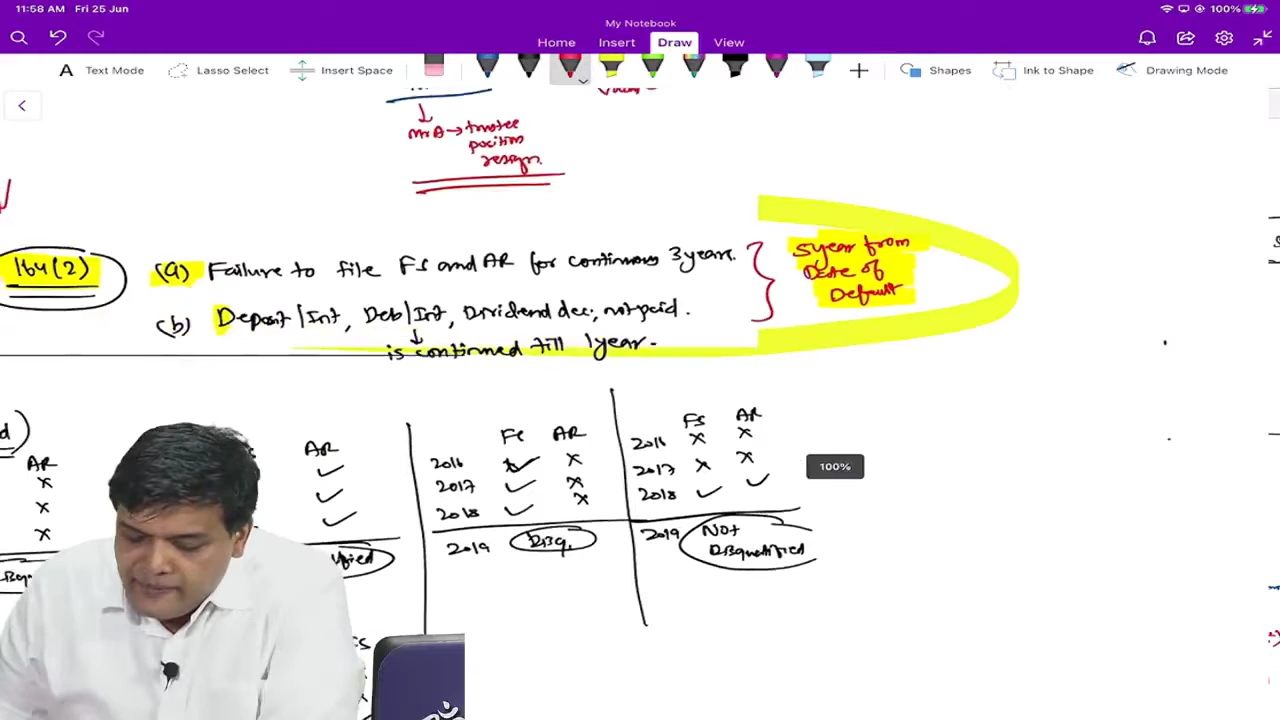 11:58 AM Fri 25 Jun
100%
My Notebook
Home Insert Draw View
Text Mode Lasso Select Insert Space Shapes Ink to Shape Drawing Mode
Mr A → trustee
position
resign.
164(2)
(a) Failure to file FS and AR for continuous 3 years.
(b) Deposit/Int, Deb/Int, Dividend dec; not paid.
is confirmed till 1 year.
5 year from
Date of
Default
AR
×
×
×
AR
✓
✓
✓
FS AR
2016 ✓ ×
2017 ✓ ×
2018 ✓ ×
2019 Disq.
FS AR
2016 × ×
2017 × ×
2018 ✓ ✓
2019 Not
Disqualified
100%